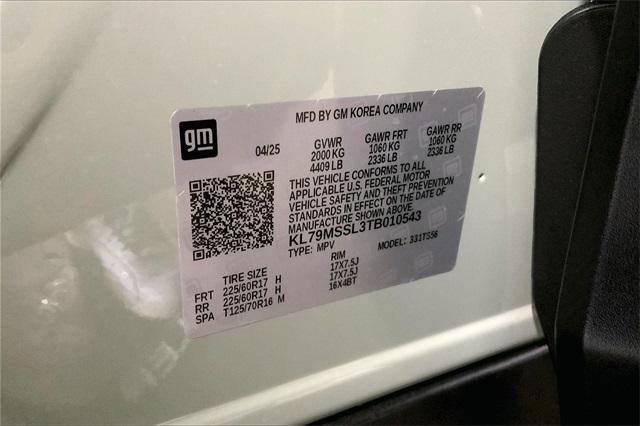 gm
MFD BY GM KOREA COMPANY
04/25
GVWR GAWR FRT GAWR RR
2000 KG 1060 KG 1060 KG
4409 LB 2336 LB 2336 LB
THIS VEHICLE CONFORMS TO ALL
APPLICABLE U.S. FEDERAL MOTOR
VEHICLE SAFETY AND THEFT PREVENTION
STANDARDS IN EFFECT ON THE DATE OF
MANUFACTURE SHOWN ABOVE.
KL79MSSL3TB010543
TYPE: MPV MODEL: 331TS56
TIRE SIZE RIM
FRT 225/60R17 H 17X7.5J
RR 225/60R17 H 17X7.5J
SPA T125/70R16 M 16X4BT